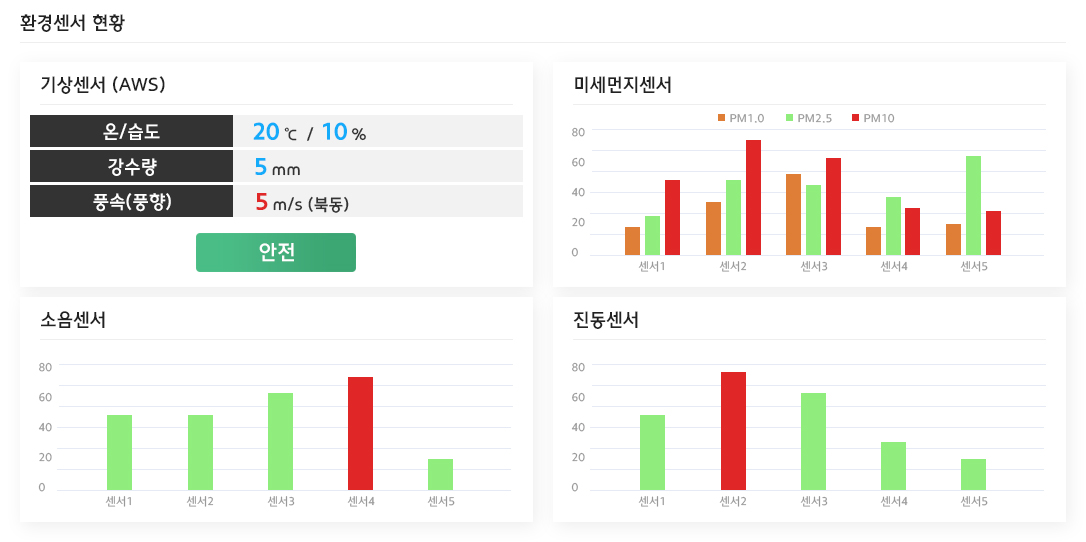 환경센서 현황
기상센서 (AWS)
온/습도 20 ℃ / 10 %
강수량 5 mm
풍속(풍향) 5 m/s (북동)
안전
미세먼지센서
PM1.0 PM2.5 PM10
80
60
40
20
0
센서1 센서2 센서3 센서4 센서5
소음센서
80
60
40
20
0
센서1 센서2 센서3 센서4 센서5
진동센서
80
60
40
20
0
센서1 센서2 센서3 센서4 센서5